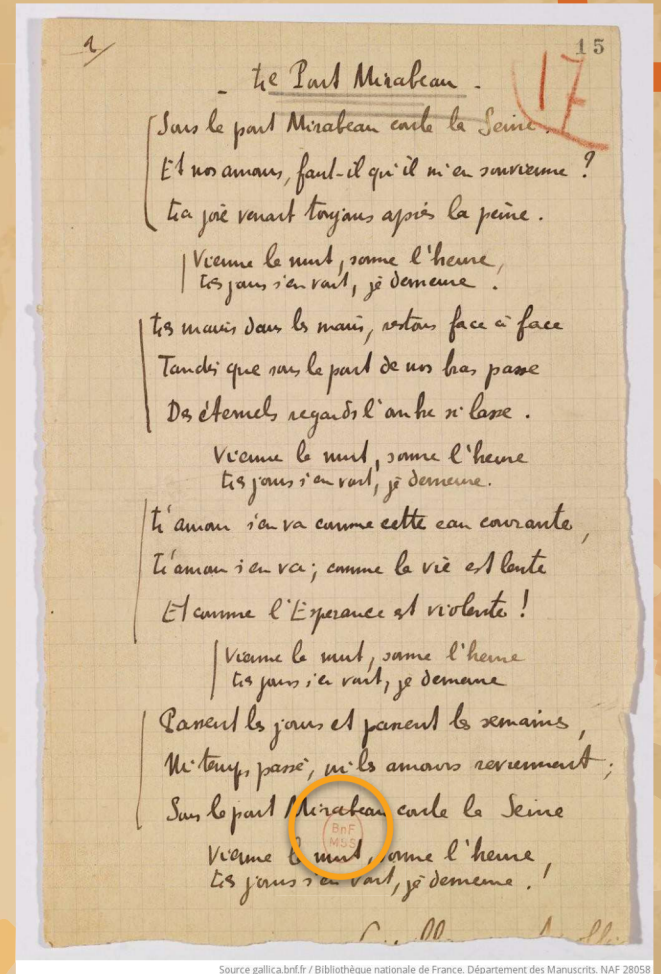 2/
15
17
Le Pont Mirabeau.
Sous le pont Mirabeau coule la Seine.
Et nos amours, faut-il qu'il m'en souvienne ?
La joie venait toujours après la peine.
Vienne la nuit, sonne l'heure,
Les jours s'en vont, je demeure.
Les mains dans les mains, restons face à face
Tandis que sous le pont de nos bras passe
Des éternels regards l'onde si lasse.
Vienne la nuit, sonne l'heure
Les jours s'en vont, je demeure.
L'amour s'en va comme cette eau courante,
L'amour s'en va ; comme la vie est lente
Et comme l'Espérance est violente !
Vienne la nuit, sonne l'heure
Les jours s'en vont, je demeure
Passent les jours et passent les semaines,
Ni temps passé, ni les amours reviennent ;
Sous le pont Mirabeau coule la Seine
BnF
MSS
Vienne la nuit, sonne l'heure,
Les jours s'en vont, je demeure !
Source gallica.bnf.fr / Bibliothèque nationale de France. Département des Manuscrits. NAF 28058